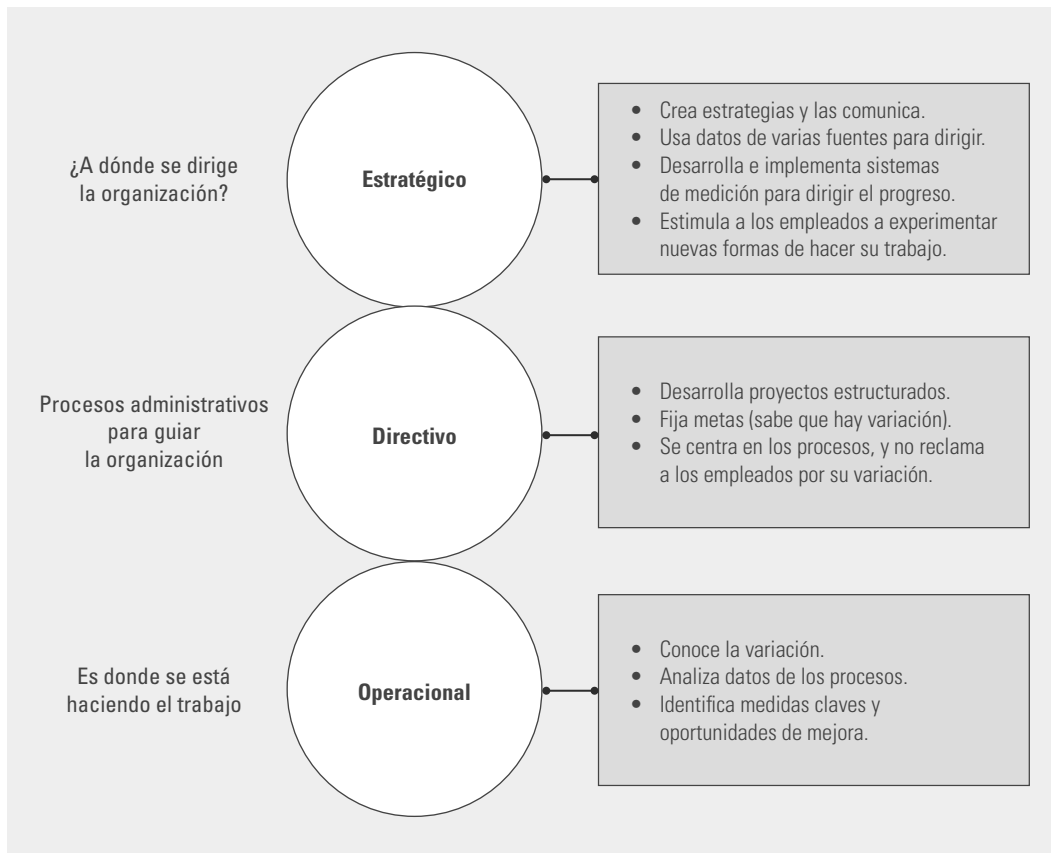 ¿A dónde se dirige
la organización?
Estratégico
• Crea estrategias y las comunica.
• Usa datos de varias fuentes para dirigir.
• Desarrolla e implementa sistemas
de medición para dirigir el progreso.
• Estimula a los empleados a experimentar
nuevas formas de hacer su trabajo.
Procesos administrativos
para guiar
la organización
Directivo
• Desarrolla proyectos estructurados.
• Fija metas (sabe que hay variación).
• Se centra en los procesos, y no reclama
a los empleados por su variación.
Es donde se está
haciendo el trabajo
Operacional
• Conoce la variación.
• Analiza datos de los procesos.
• Identifica medidas claves y
oportunidades de mejora.